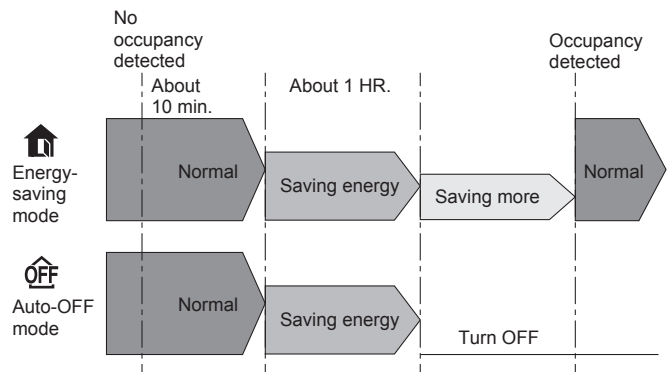 No
occupancy
detected
Occupancy
detected
About
10 min.
About 1 HR.
Energy-
saving
mode
Normal
Saving energy
Saving more
Normal
OFF
Auto-OFF
mode
Normal
Saving energy
Turn OFF